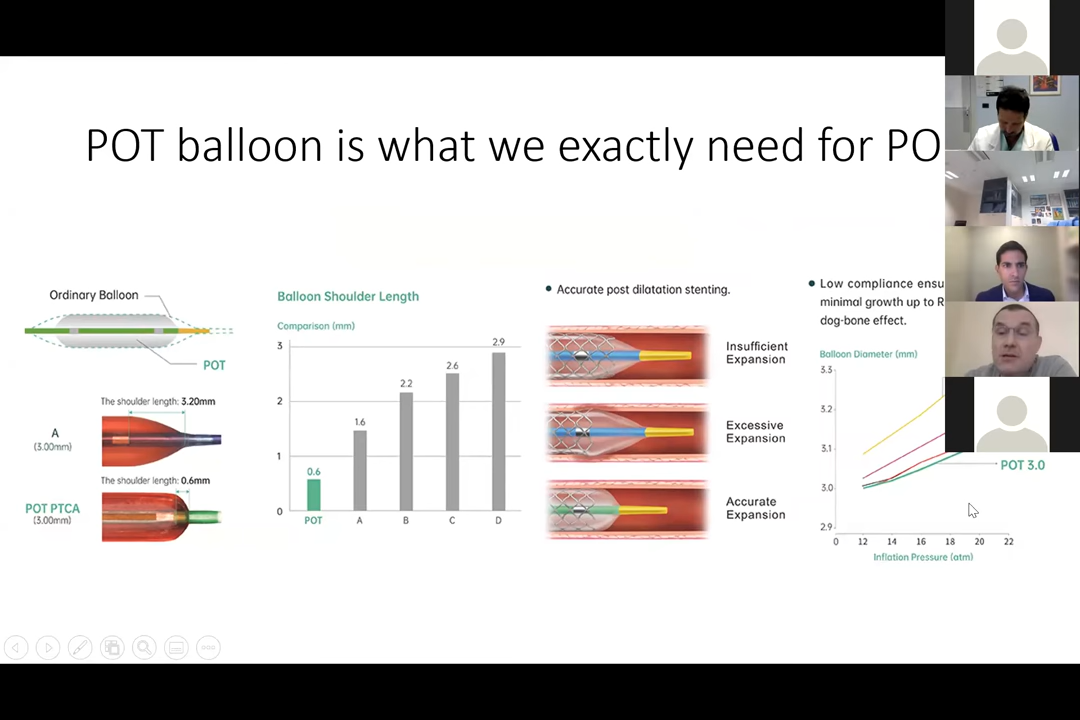 POT balloon is what we exactly need for PO
Ordinary Balloon
POT
The shoulder length: 3.20mm
A
(3.00mm)
The shoulder length: 0.6mm
POT PTCA
(3.00mm)
Balloon Shoulder Length
Comparison (mm)
3
2
1
0
0.6
1.6
2.2
2.6
2.9
POT
A
B
C
D
Accurate post dilatation stenting.
Insufficient
Expansion
Excessive
Expansion
Accurate
Expansion
Low compliance ensu
minimal growth up to R
dog-bone effect.
Balloon Diameter (mm)
3.3
3.2
3.1
3.0
2.9
POT 3.0
0 12 14 16 18 20 22
Inflation Pressure (atm)